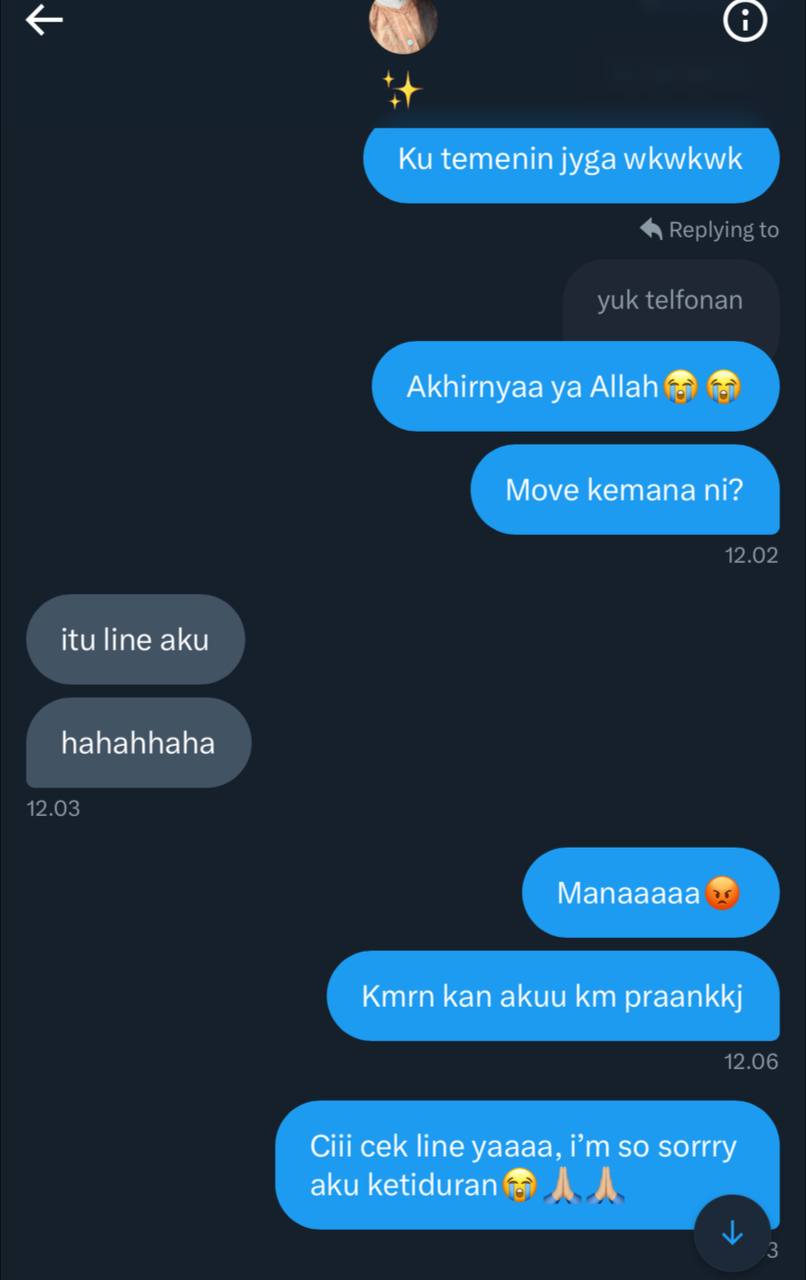 ✨
Ku temenin jyga wkwkwk
Replying to
yuk telfonan
Akhirnyaa ya Allah😭😭
Move kemana ni?
12.02
itu line aku
hahahhaha
12.03
Manaaaaa😡
Kmrn kan akuu km praankkj
12.06
Ciii cek line yaaaa, i’m so sorrry
aku ketiduran😭🙏🏼🙏🏼